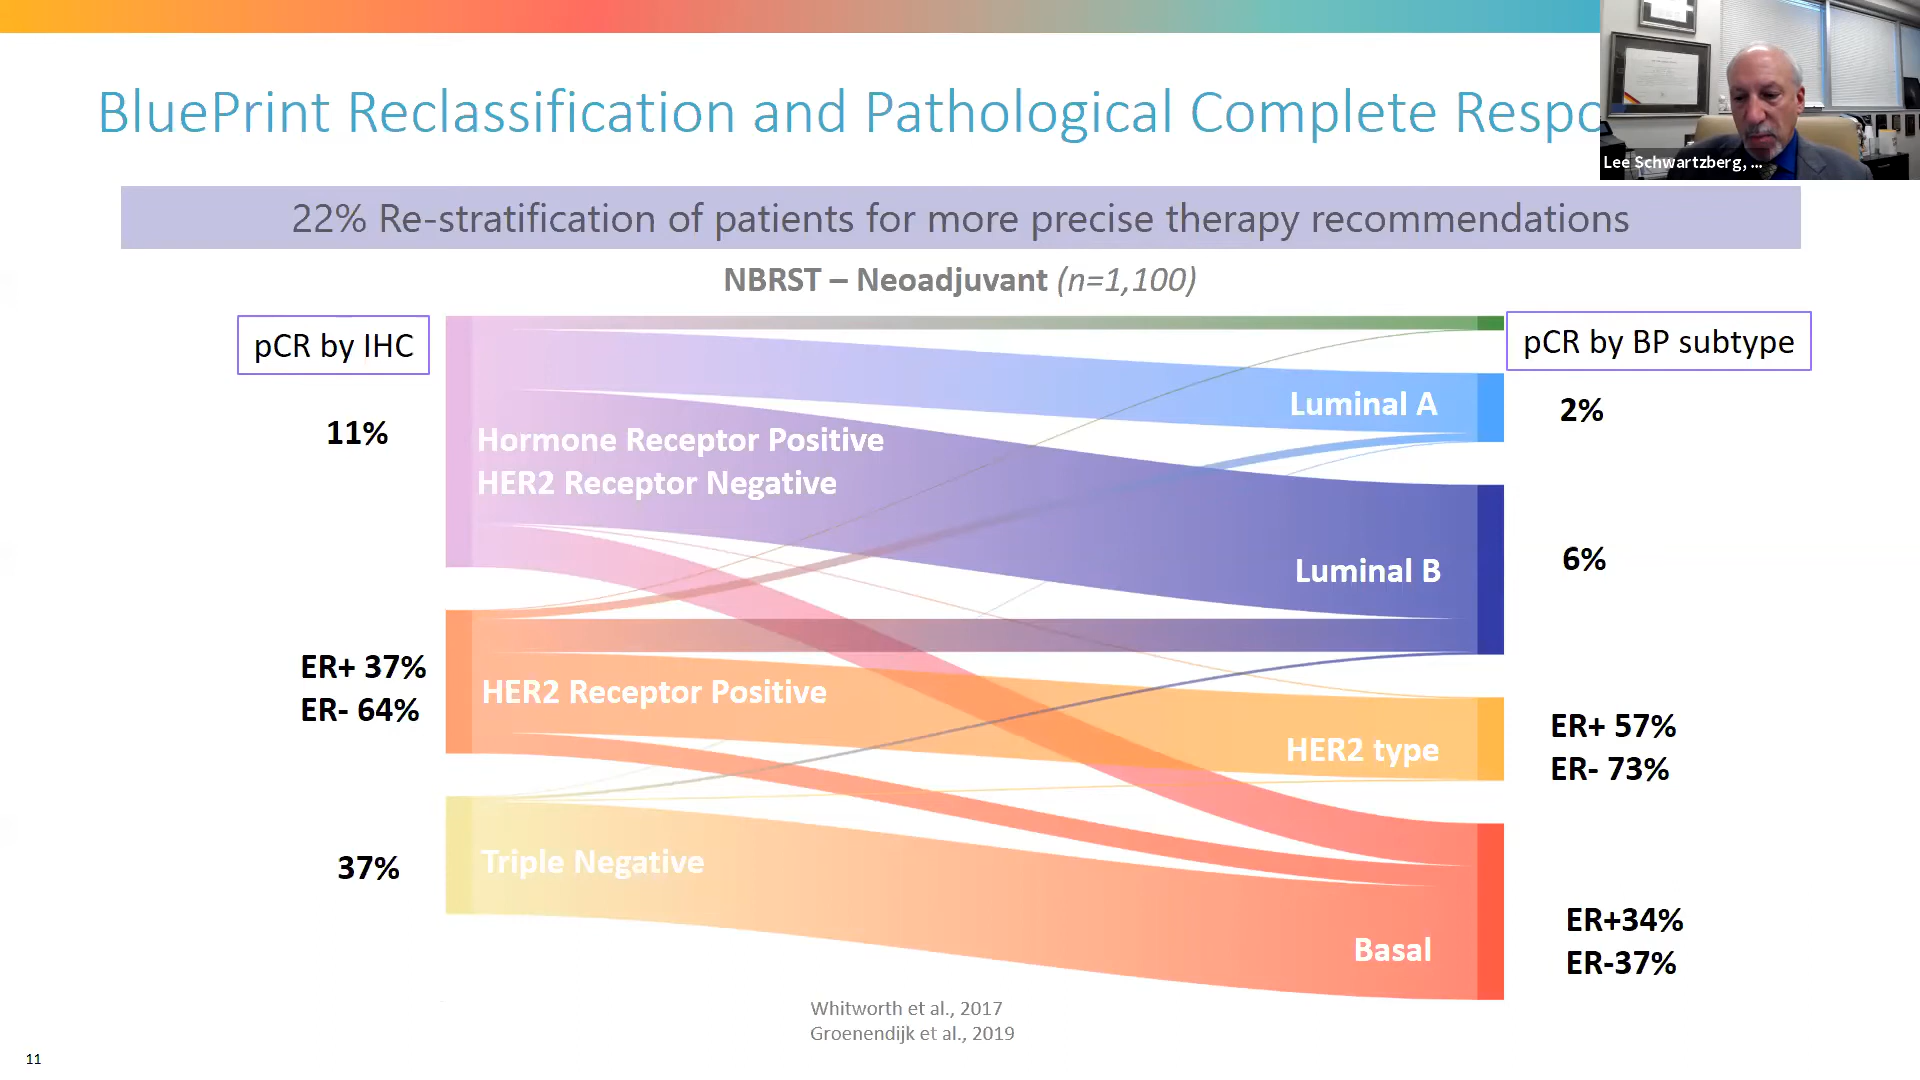 BluePrint Reclassification and Pathological Complete Respo
Lee Schwartzberg, ...
22% Re-stratification of patients for more precise therapy recommendations
NBRST – Neoadjuvant (n=1,100)
pCR by IHC
pCR by BP subtype
11%
Hormone Receptor Positive
HER2 Receptor Negative
Luminal A
2%
Luminal B
6%
ER+ 37%
ER- 64%
HER2 Receptor Positive
HER2 type
ER+ 57%
ER- 73%
37%
Triple Negative
Basal
ER+34%
ER-37%
Whitworth et al., 2017
Groenendijk et al., 2019
11